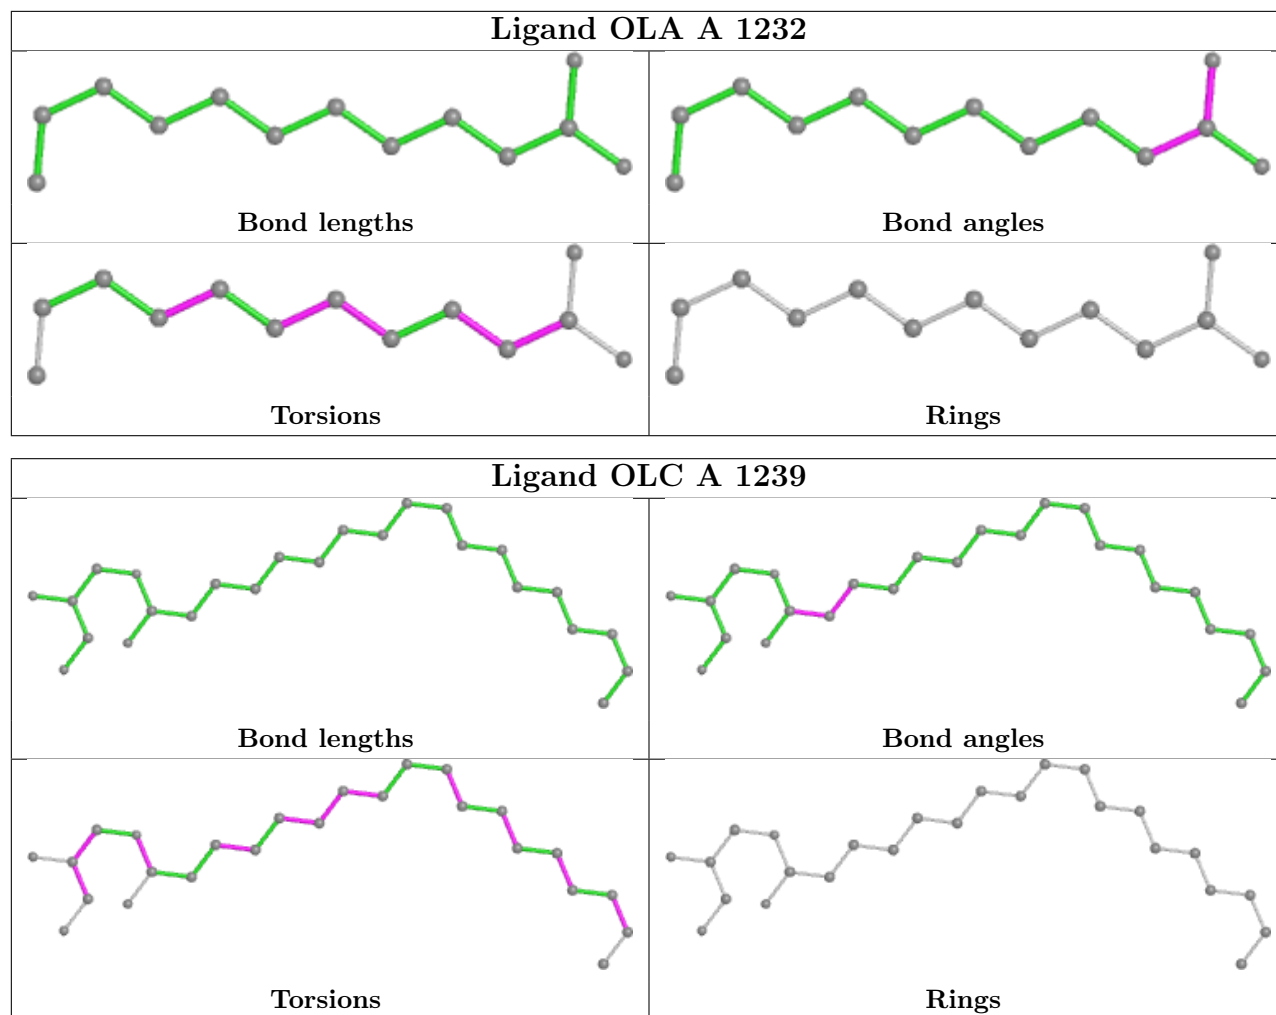 Ligand OLA A 1232
Bond lengths
Bond angles
Torsions
Rings
Ligand OLC A 1239
Bond lengths
Bond angles
Torsions
Rings